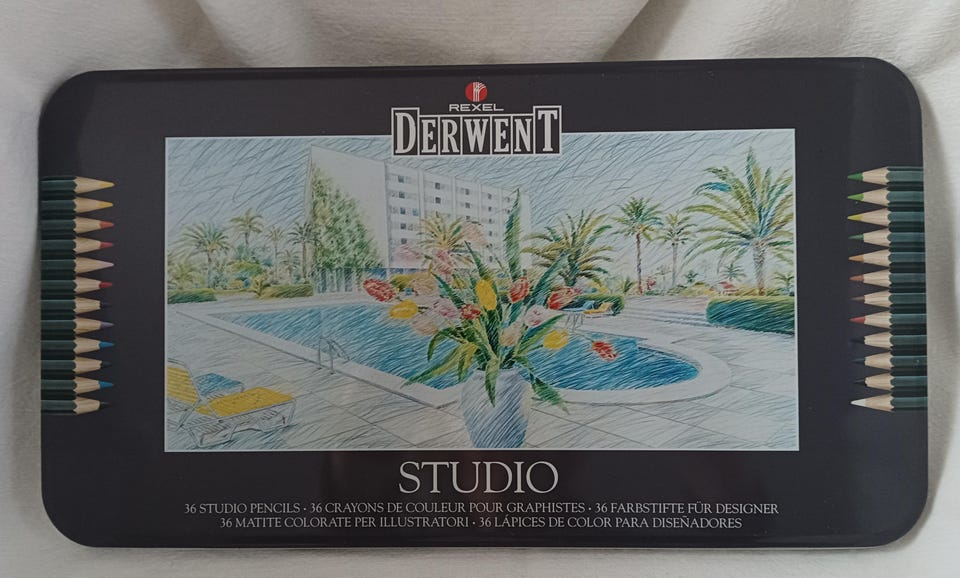 REXEL
DERWENT
STUDIO
36 STUDIO PENCILS · 36 CRAYONS DE COULEUR POUR GRAPHISTES · 36 FARBSTIFTE FÜR DESIGNER
36 MATITE COLORATE PER ILLUSTRATORI · 36 LÁPICES DE COLOR PARA DISEÑADORES